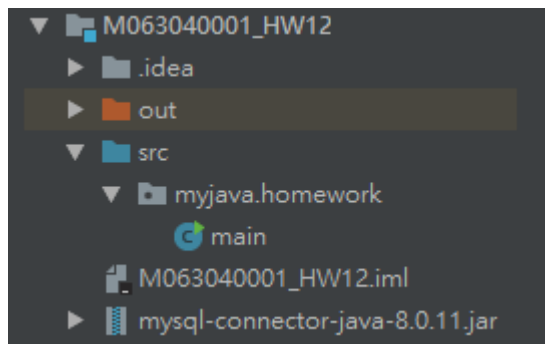 M063040001_HW12
.idea
out
src
myjava.homework
main
M063040001_HW12.iml
mysql-connector-java-8.0.11.jar